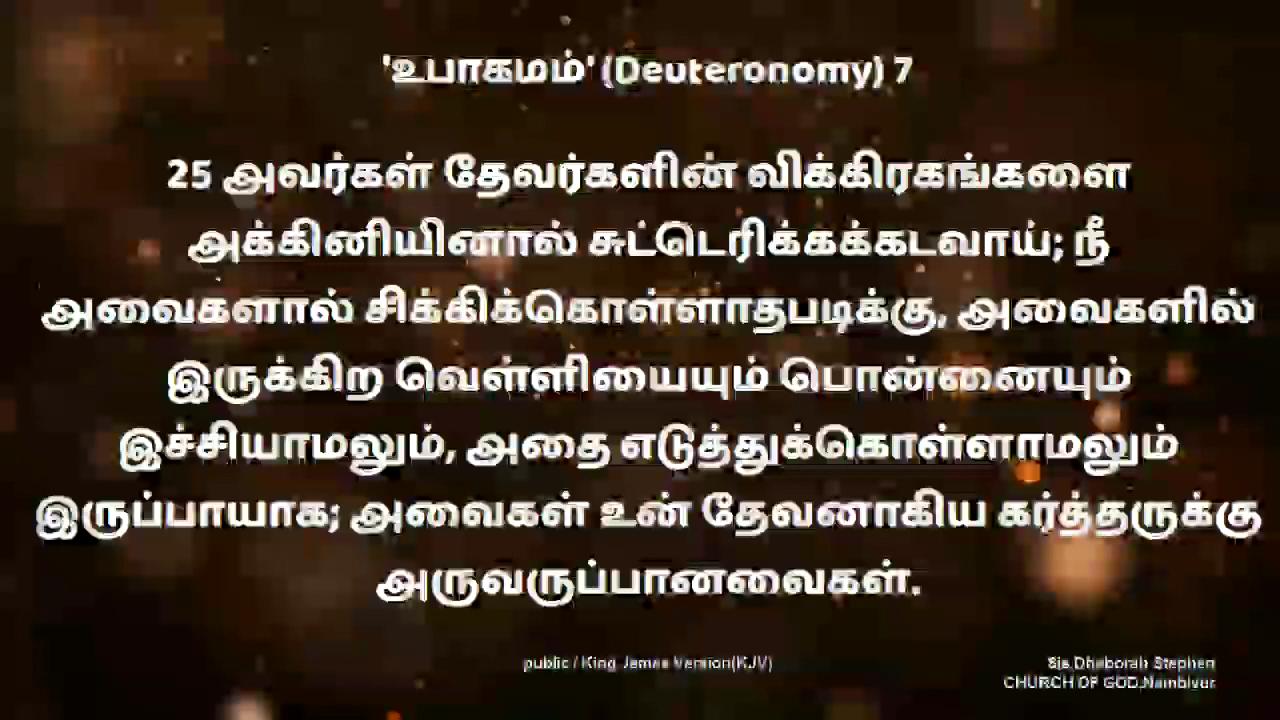 'உபாகமம்' (Deuteronomy) 7
25 அவர்கள் தேவர்களின் விக்கிரகங்களை
அக்கினியினால் சுட்டெரிக்கக்கடவாய்; நீ
அவைகளால் சிக்கிக்கொள்ளாதபடிக்கு, அவைகளில்
இருக்கிற வெள்ளியையும் பொன்னையும்
இச்சியாமலும், அதை எடுத்துக்கொள்ளாமலும்
இருப்பாயாக; அவைகள் உன் தேவனாகிய கர்த்தருக்கு
அருவருப்பானவைகள்.
public / King James Version(KJV)
Sis.Dhaborah Stephen
CHURCH OF GOD,Nambiyur